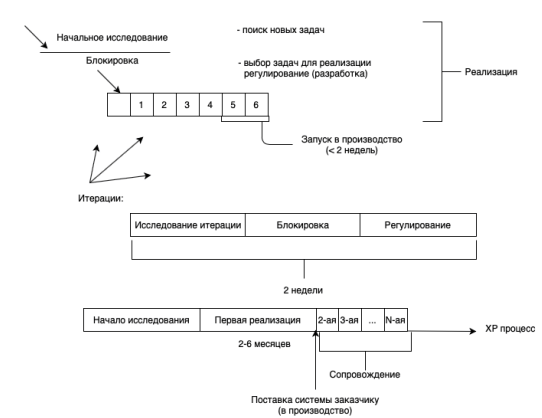 Начальное исследование
- поиск новых задач
Блокировка
- выбор задач для реализации
регулирование (разработка)
Реализация
1 2 3 4 5 6
Запуск в производство
(< 2 недель)
Итерации:
Исследование итерации Блокировка Регулирование
2 недели
Начало исследования Первая реализация 2-ая 3-ая ... N-ая
XP процесс
2-6 месяцев
Сопровождение
Поставка системы заказчику
(в производство)